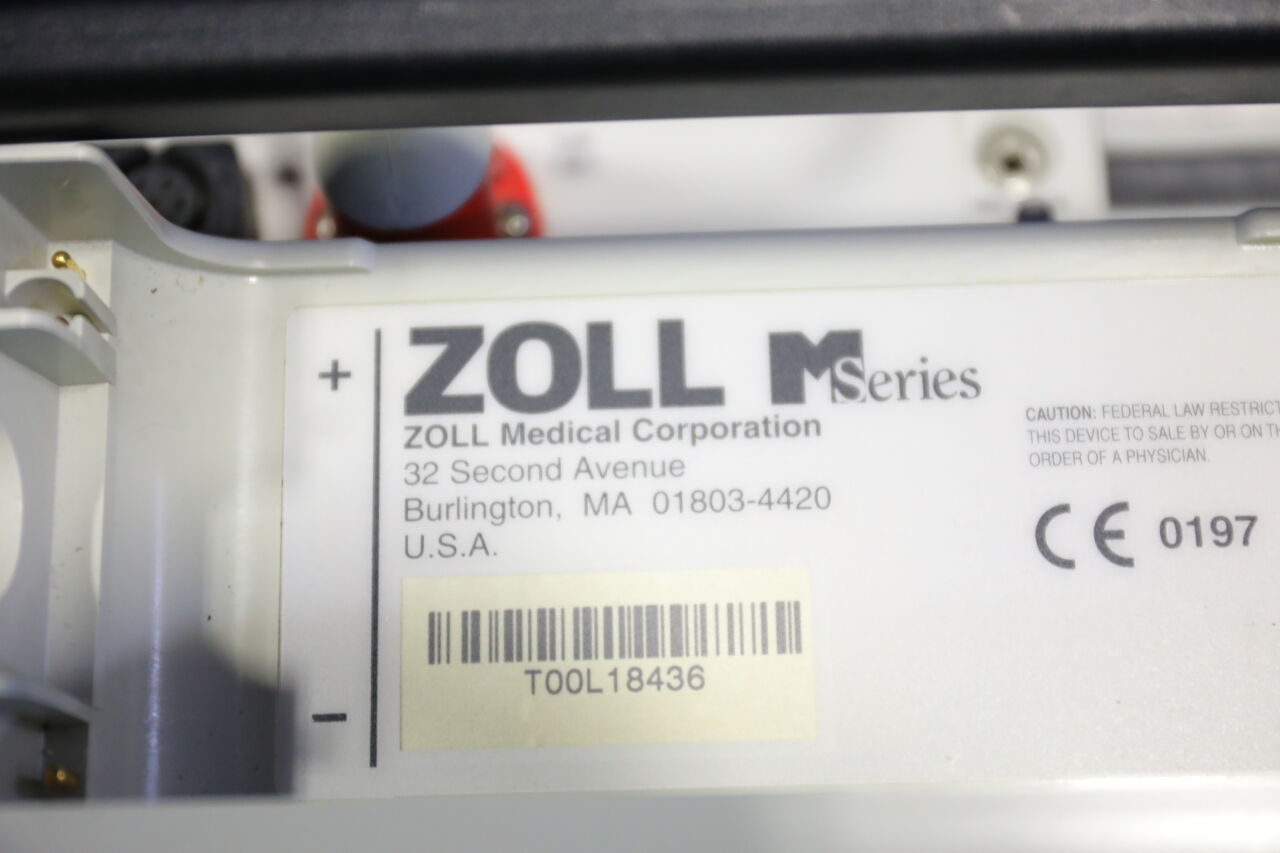 +
ZOLL M Series
ZOLL Medical Corporation
32 Second Avenue
Burlington, MA 01803-4420
U.S.A.
T00L18436
−
CAUTION: FEDERAL LAW RESTRICT
THIS DEVICE TO SALE BY OR ON TH
ORDER OF A PHYSICIAN.
CE 0197